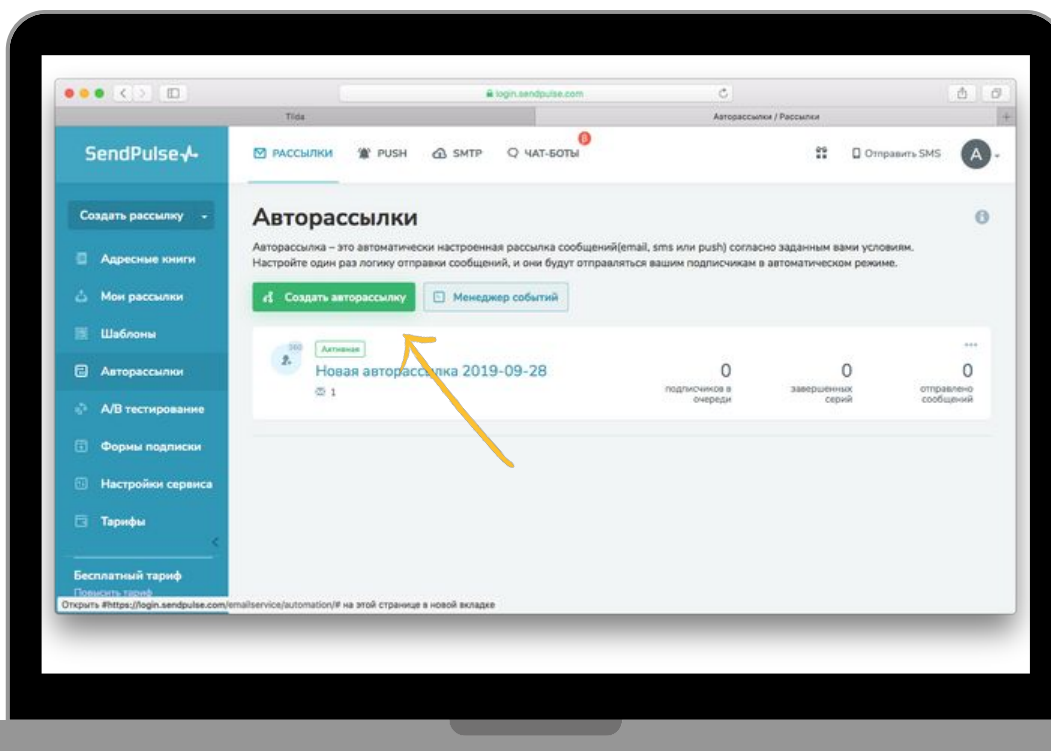 login.sendpulse.com
Tilda
Авторассылки / Рассылки
SendPulse
РАССЫЛКИ
PUSH
SMTP
ЧАТ-БОТЫ
β
Отправить SMS
A
Создать рассылку
Адресные книги
Мои рассылки
Шаблоны
Авторассылки
A/B тестирование
Формы подписки
Настройки сервиса
Тарифы
Бесплатный тариф
Повысить тариф
Авторассылки
Авторассылка – это автоматически настроенная рассылка сообщений(email, sms или push) согласно заданным вами условиям.
Настройте один раз логику отправки сообщений, и они будут отправляться вашим подписчикам в автоматическом режиме.
Создать авторассылку
Менеджер событий
360
Активная
Новая авторассылка 2019-09-28
1
0
подписчиков в
очереди
0
завершенных
серий
0
отправлено
сообщений
Открыть #https://login.sendpulse.com/emailservice/automation/# на этой странице в новой вкладке